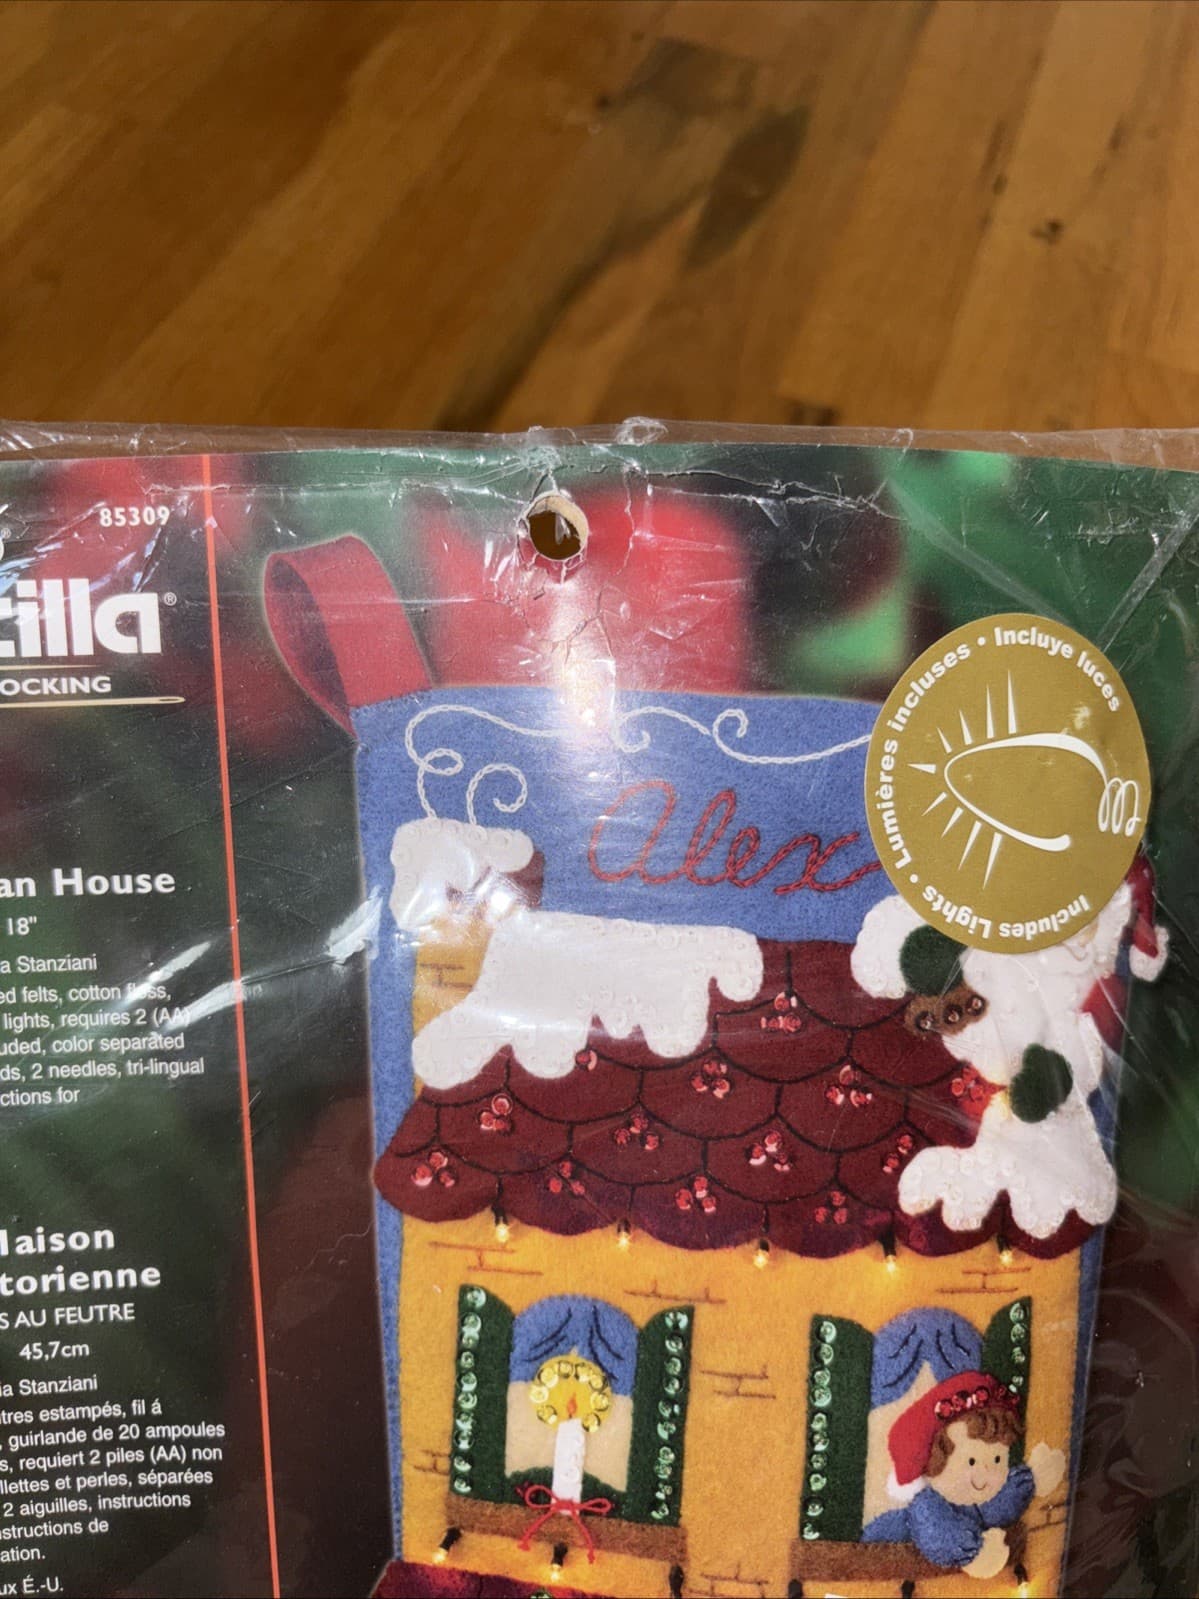 85309
®
cilla®
OCKING
an House
18"
a Stanziani
ed felts, cotton floss,
lights, requires 2 (AA)
uded, color separated
ds, 2 needles, tri-lingual
ctions for
Maison
torienne
S AU FEUTRE
45,7cm
ia Stanziani
tres estampés, fil á
, guirlande de 20 ampoules
s, requiert 2 piles (AA) non
llettes et perles, séparées
2 aiguilles, instructions
structions de
ation.
ux É.-U.
Alex
Lumières incluses • Incluye luces
• Includes Lights